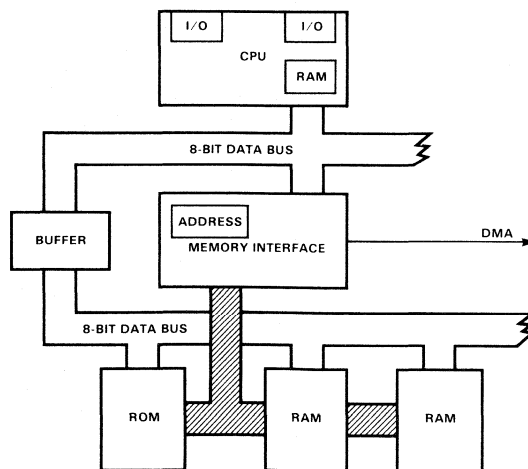 I/O
I/O
CPU
RAM
8-BIT DATA BUS
ADDRESS
BUFFER
MEMORY INTERFACE
DMA
8-BIT DATA BUS
ROM
RAM
RAM